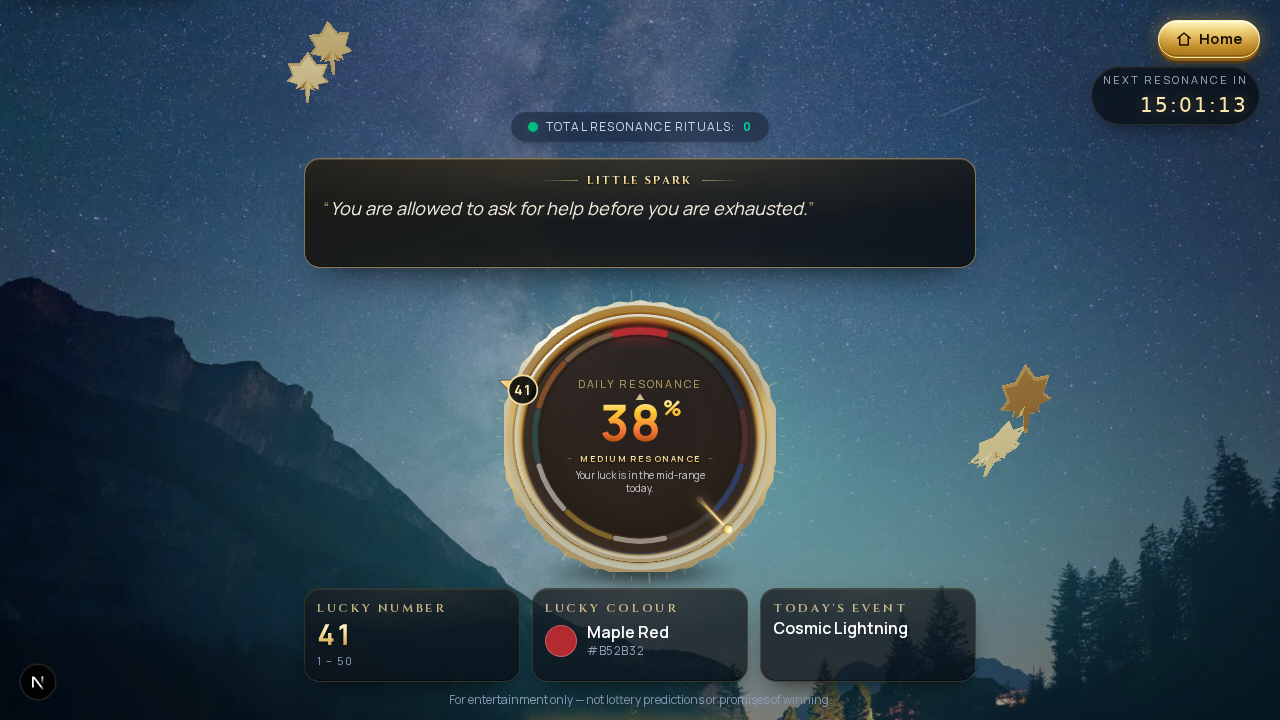 Home
NEXT RESONANCE IN
15:01:13
TOTAL RESONANCE RITUALS: 0
LITTLE SPARK
“You are allowed to ask for help before you are exhausted.”
41
DAILY RESONANCE
38%
MEDIUM RESONANCE
Your luck is in the mid-range
today.
LUCKY NUMBER
41
1 – 50
LUCKY COLOUR
Maple Red
#B52B32
TODAY'S EVENT
Cosmic Lightning
N
For entertainment only — not lottery predictions or promises of winning.